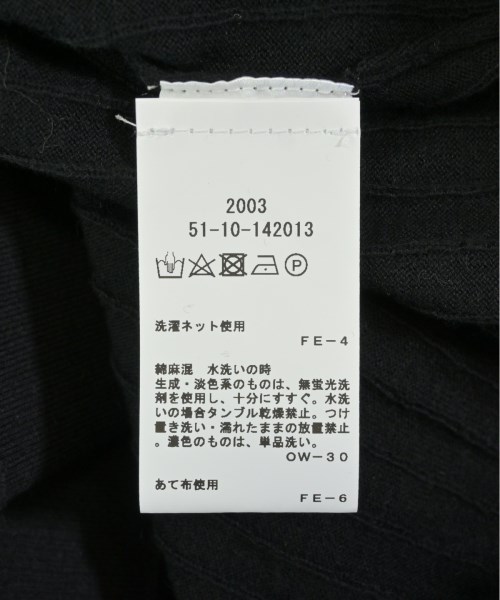 2003
51-10-142013
P
洗濯ネット使用
FE-4
綿麻混　水洗いの時
生成・淡色系のものは、無蛍光洗
剤を使用し、十分にすすぐ。水洗
いの場合タンブル乾燥禁止。つけ
置き洗い・濡れたままの放置禁止
。濃色のものは、単品洗い。
OW-30
あて布使用
FE-6